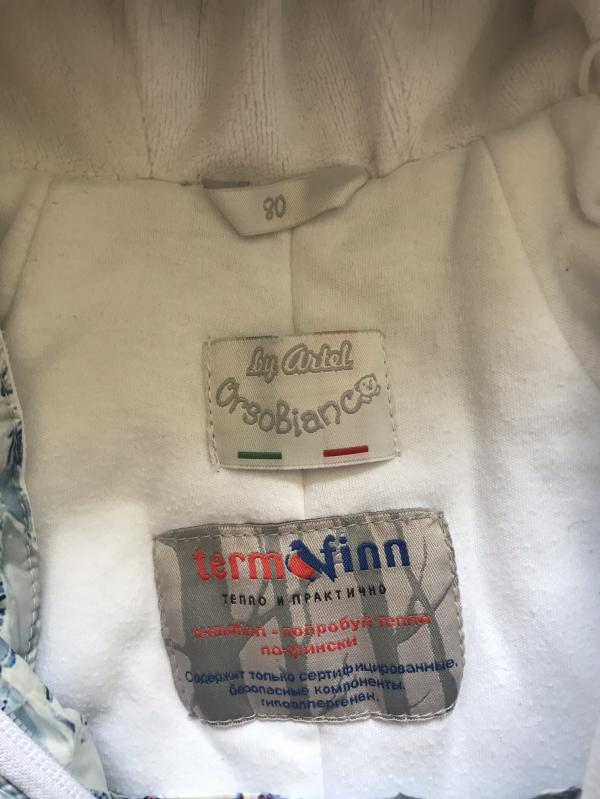 80
by Artel
OrsoBianco
termofinn
ТЕПЛО И ПРАКТИЧНО
termofinn - попробуй тепло
по-фински
Содержит только сертифицированные,
безопасные компоненты.
гипоаллергенен.